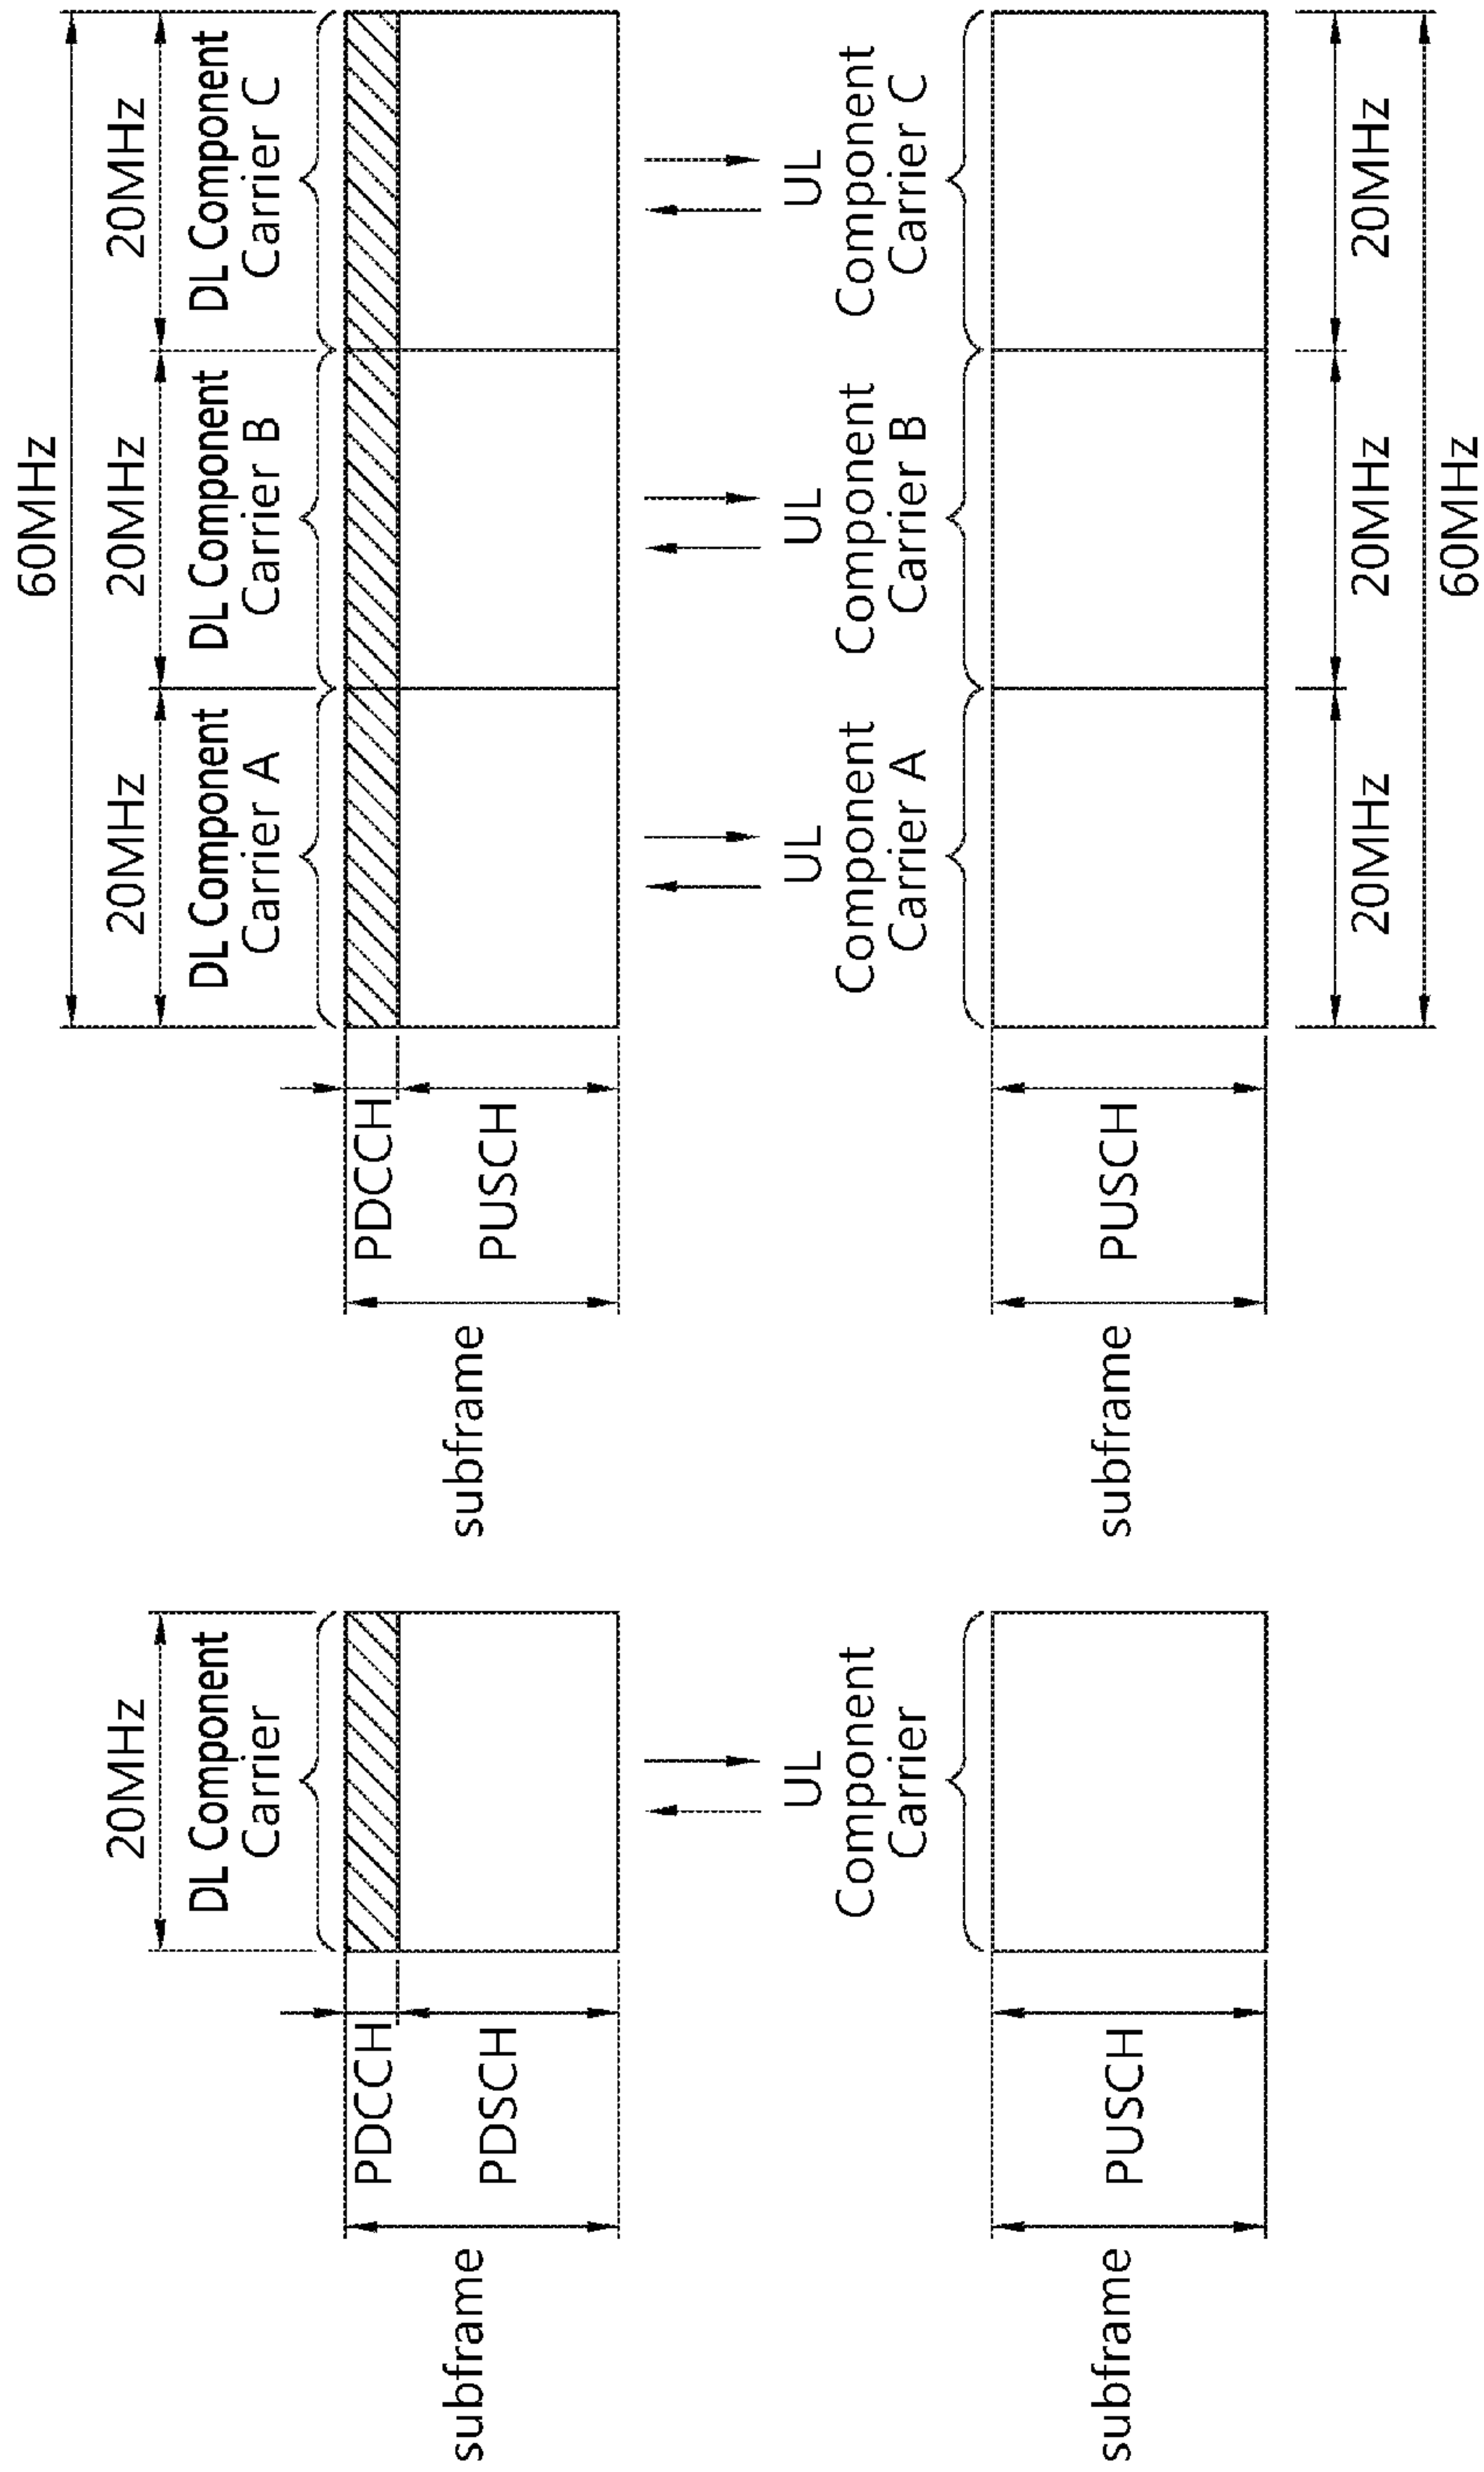 20MHz
DL Component
Carrier
PDCCH
subframe
PDSCH
UL
Component
Carrier
subframe
PUSCH
60MHz
20MHz
20MHz
20MHz
DL Component
Carrier A
DL Component
Carrier B
DL Component
Carrier C
PDCCH
subframe
PUSCH
UL
Component
Carrier A
UL
Component
Carrier B
UL
Component
Carrier C
subframe
PUSCH
20MHz
20MHz
20MHz
60MHz